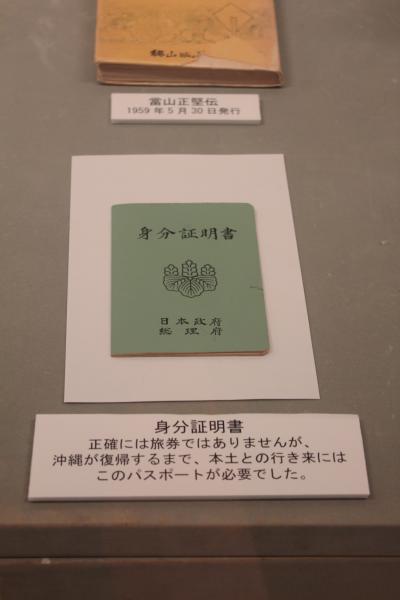 當山正堅伝
1959年5月30日発行
身分証明書
日本政府
総理府
身分証明書
正確には旅券ではありませんが、
沖縄が復帰するまで、本土との行き来には
このパスポートが必要でした。